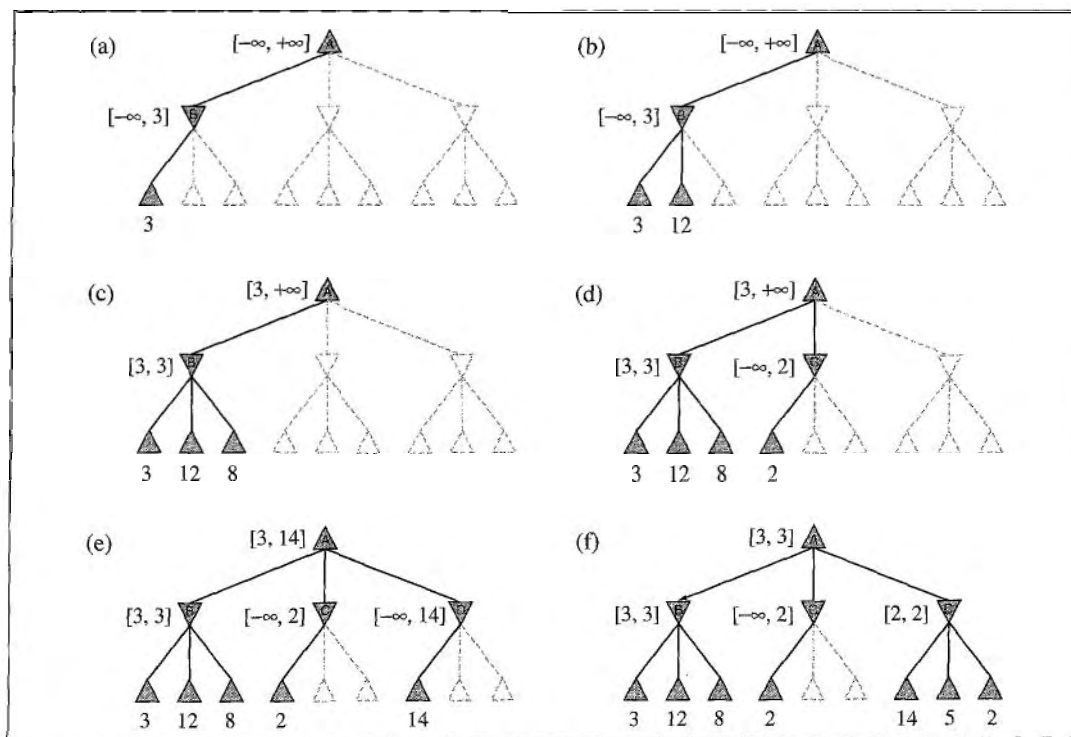 (a) [−∞, +∞] A
[−∞, 3] B
3
(b) [−∞, +∞] A
[−∞, 3] B
3 12
(c) [3, +∞] A
[3, 3] B
3 12 8
(d) [3, +∞] A
[3, 3] B [−∞, 2] C
3 12 8 2
(e) [3, 14] A
[3, 3] B [−∞, 2] C [−∞, 14] D
3 12 8 2 14
(f) [3, 3] A
[3, 3] B [−∞, 2] C [2, 2]
3 12 8 2 14 5 2